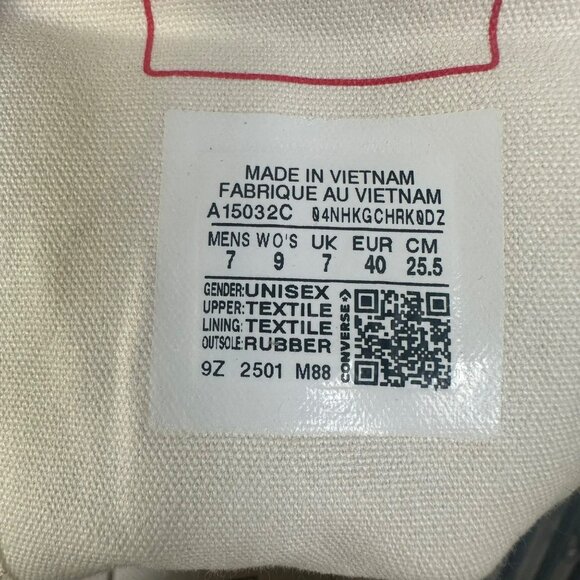 MADE IN VIETNAM
FABRIQUE AU VIETNAM
A15032C 04NHKGCHRK0DZ
MENS WO'S UK EUR CM
7 9 7 40 25.5
GENDER: UNISEX
UPPER: TEXTILE
LINING: TEXTILE
OUTSOLE: RUBBER
CONVERSE
9Z 2501 M88